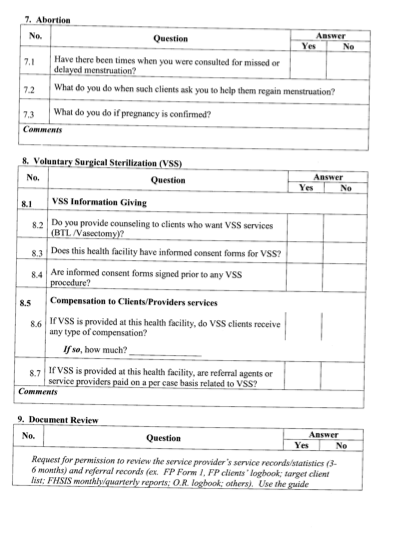 7. Abortion
No. Question Answer
Yes No
7.1 Have there been times when you were consulted for missed or
delayed menstruation?
7.2 What do you do when such clients ask you to help them regain menstruation?
7.3 What do you do if pregnancy is confirmed?
Comments
8. Voluntary Surgical Sterilization (VSS)
No. Question Answer
Yes No
8.1 VSS Information Giving
8.2 Do you provide counseling to clients who want VSS services
(BTL /Vasectomy)?
8.3 Does this health facility have informed consent forms for VSS?
8.4 Are informed consent forms signed prior to any VSS
procedure?
8.5 Compensation to Clients/Providers services
8.6 If VSS is provided at this health facility, do VSS clients receive
any type of compensation?
If so, how much? ____________
8.7 If VSS is provided at this health facility, are referral agents or
service providers paid on a per case basis related to VSS?
Comments
9. Document Review
No. Question Answer
Yes No
Request for permission to review the service provider's service records/statistics (3-
6 months) and referral records (ex. FP Form 1, FP clients' logbook; target client
list; FHSIS monthly/quarterly reports; O.R. logbook; others). Use the guide